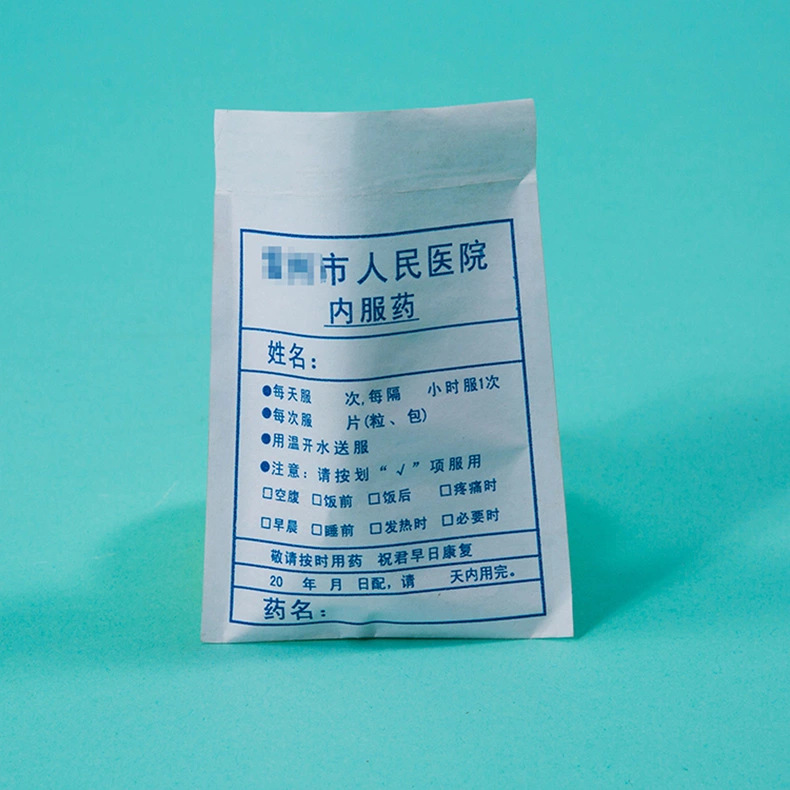 市人民医院
内服药
姓名：
●每天服 次,每隔 小时服1次
●每次服 片(粒、包)
●用温开水送服
●注意：请按划“√”项服用
□空腹 □饭前 □饭后 □疼痛时
□早晨 □睡前 □发热时 □必要时
敬请按时用药 祝君早日康复
20 年 月 日配，请 天内用完。
药名：